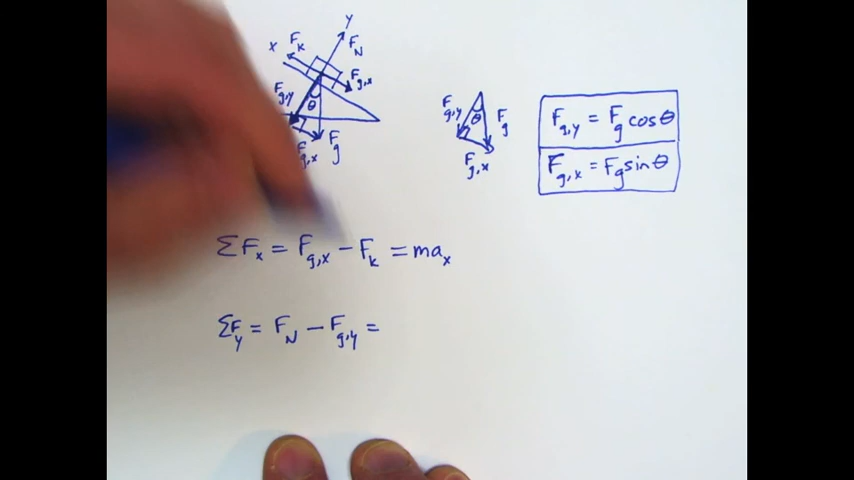 y
x F_k F_N
F_g,x
F_g,y θ
F_g,x F_g
F_g,y θ F_g
F_g,x
F_g,y = F_g cosθ
F_g,x = F_g sinθ
ΣF_x = F_g,x − F_k = ma_x
ΣF_y = F_N − F_g,y =